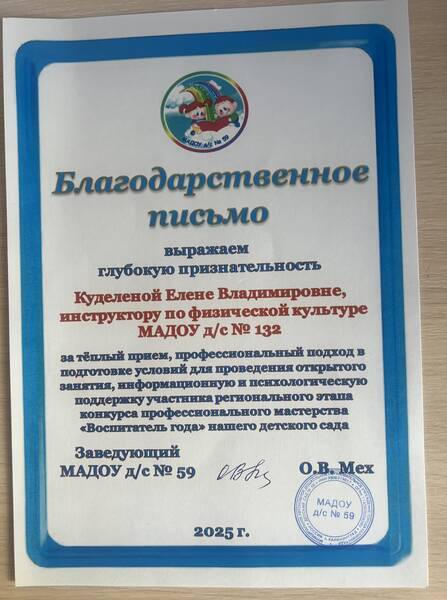 МАДОУ д/с № 59
Благодарственное
письмо
выражаем
глубокую признательность
Куделеной Елене Владимировне,
инструктору по физической культуре
МАДОУ д/с № 132
за тёплый прием, профессиональный подход в
подготовке условий для проведения открытого
занятия, информационную и психологическую
поддержку участника регионального этапа
конкурса профессионального мастерства
«Воспитатель года» нашего детского сада
Заведующий
МАДОУ д/с № 59
О.В. Мех
МАДОУ
д/с № 59
2025 г.